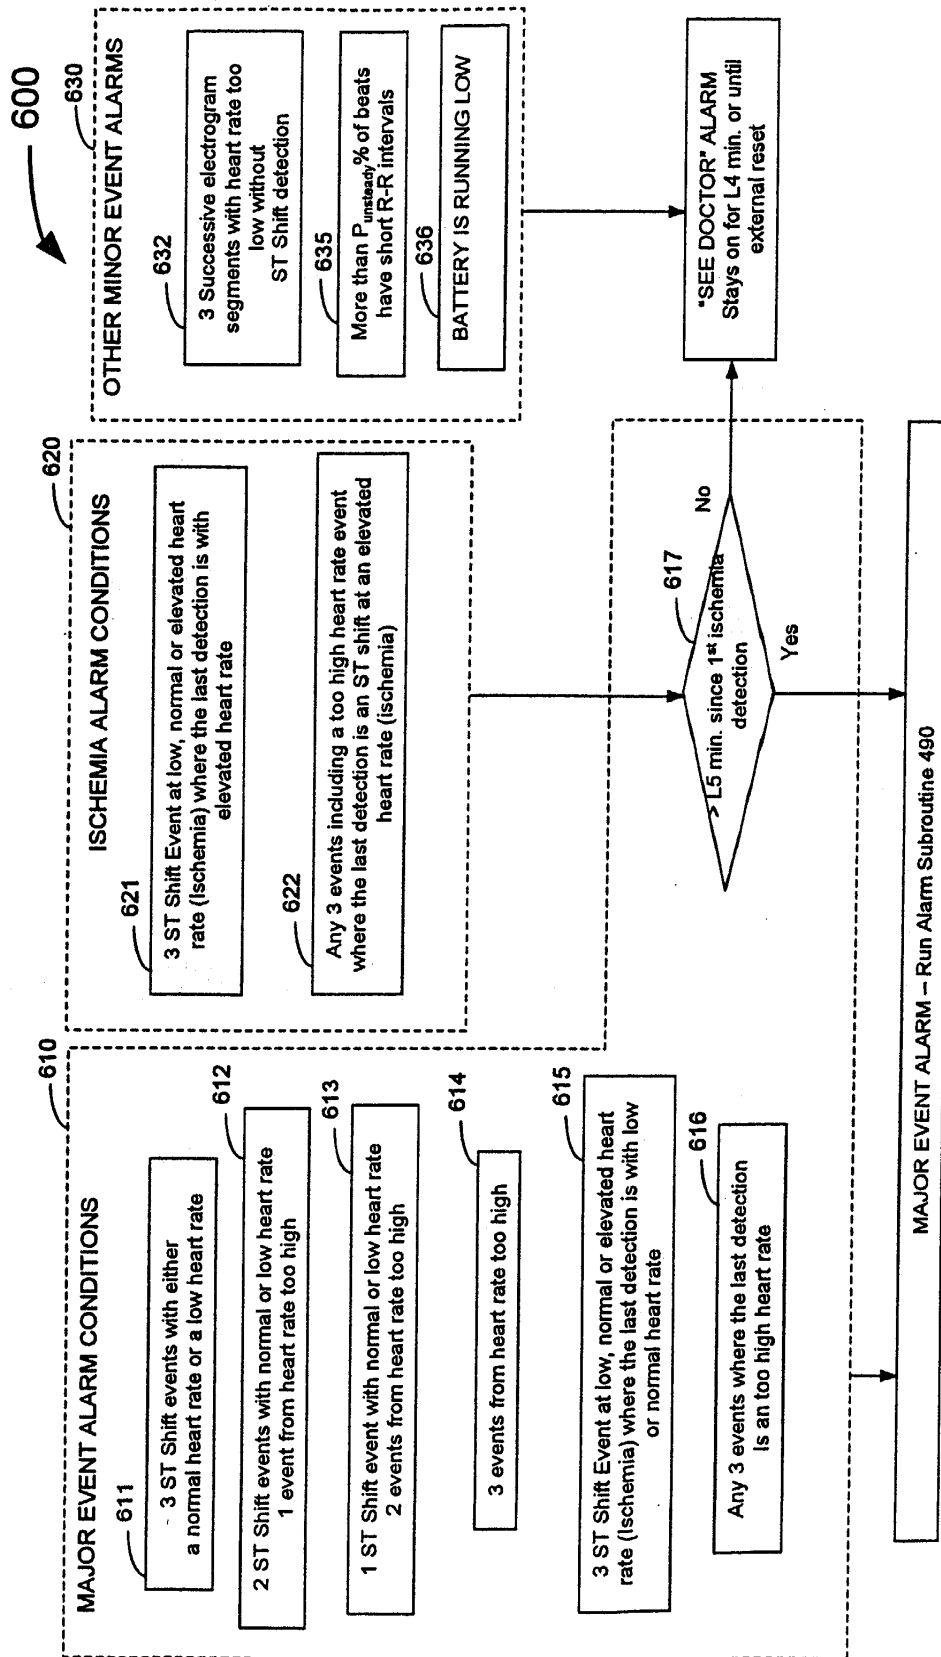 600
610
MAJOR EVENT ALARM CONDITIONS
611
3 ST Shift events with either
a normal heart rate or a low heart rate
612
2 ST Shift events with normal or low heart rate
1 event from heart rate too high
613
1 ST Shift event with normal or low heart rate
2 events from heart rate too high
614
3 events from heart rate too high
615
3 ST Shift Event at low, normal or elevated heart
rate (Ischemia) where the last detection is with low
or normal heart rate
616
Any 3 events where the last detection
Is an too high heart rate
620
ISCHEMIA ALARM CONDITIONS
621
3 ST Shift Event at low, normal or elevated heart
rate (Ischemia) where the last detection is with
elevated heart rate
622
Any 3 events including a too high heart rate event
where the last detection is an ST shift at an elevated
heart rate (ischemia)
617
> L5 min. since 1st ischemia
detection
No
Yes
630
OTHER MINOR EVENT ALARMS
632
3 Successive electrogram
segments with heart rate too
low without
ST Shift detection
635
More than Punsteady% of beats
have short R-R intervals
636
BATTERY IS RUNNING LOW
"SEE DOCTOR" ALARM
Stays on for L4 min. or until
external reset
MAJOR EVENT ALARM – Run Alarm Subroutine 490